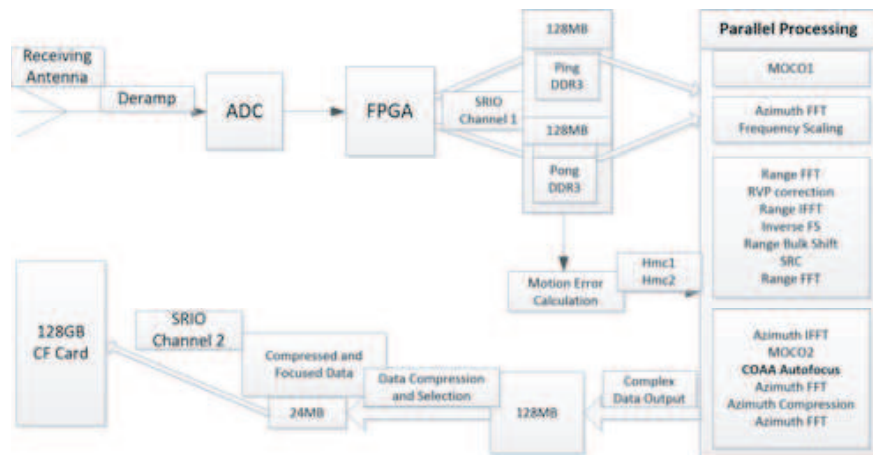 Receiving
Antenna
Deramp
ADC
FPGA
SRIO
Channel 1
128MB
Ping
DDR3
128MB
Pong
DDR3
Parallel Processing
MOCO1
Azimuth FFT
Frequency Scaling
Range FFT
RVP correction
Range IFFT
Inverse FS
Range Bulk Shift
SRC
Range FFT
Motion Error
Calculation
Hmc1
Hmc2
Azimuth IFFT
MOCO2
COAA Autofocus
Azimuth FFT
Azimuth Compression
Azimuth FFT
Complex
Data Output
128MB
Data Compression
and Selection
Compressed and
Focused Data
24MB
SRIO
Channel 2
128GB
CF Card